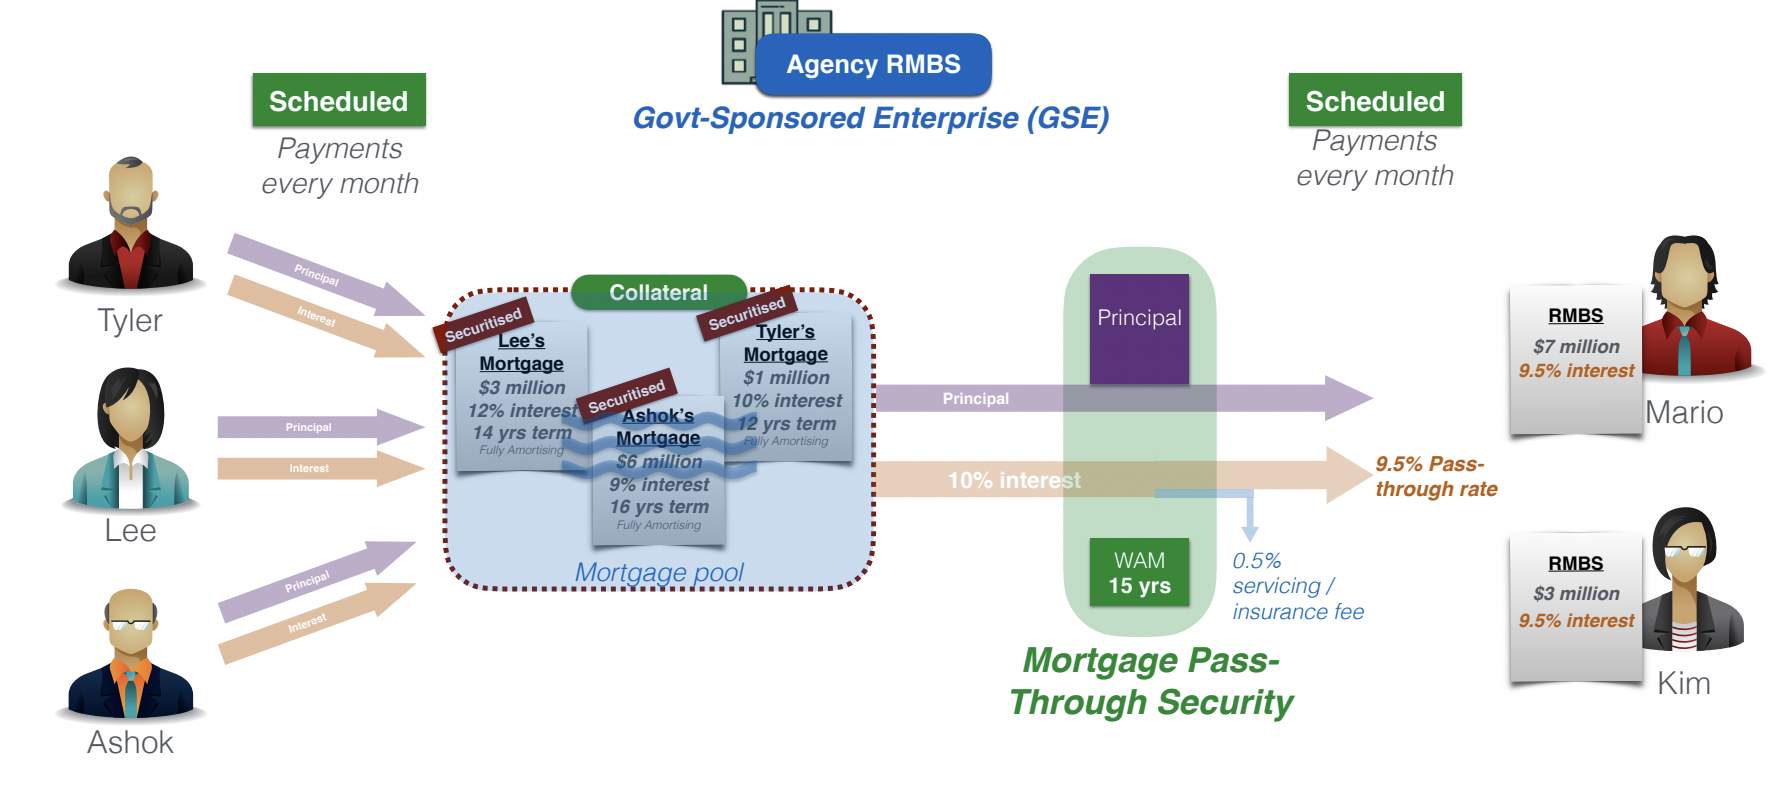 Agency RMBS
Govt-Sponsored Enterprise (GSE)
Scheduled
Payments
every month
Scheduled
Payments
every month
Tyler
Principal
Interest
Lee
Principal
Interest
Ashok
Principal
Interest
Collateral
Securitised
Lee's
Mortgage
$3 million
12% interest
14 yrs term
Fully Amortising
Securitised
Ashok's
Mortgage
$6 million
9% interest
16 yrs term
Fully Amortising
Securitised
Tyler's
Mortgage
$1 million
10% interest
12 yrs term
Fully Amortising
Mortgage pool
Principal
Principal
10% interest
WAM
15 yrs
0.5%
servicing /
insurance fee
Mortgage Pass-
Through Security
9.5% Pass-
through rate
RMBS
$7 million
9.5% interest
Mario
RMBS
$3 million
9.5% interest
Kim